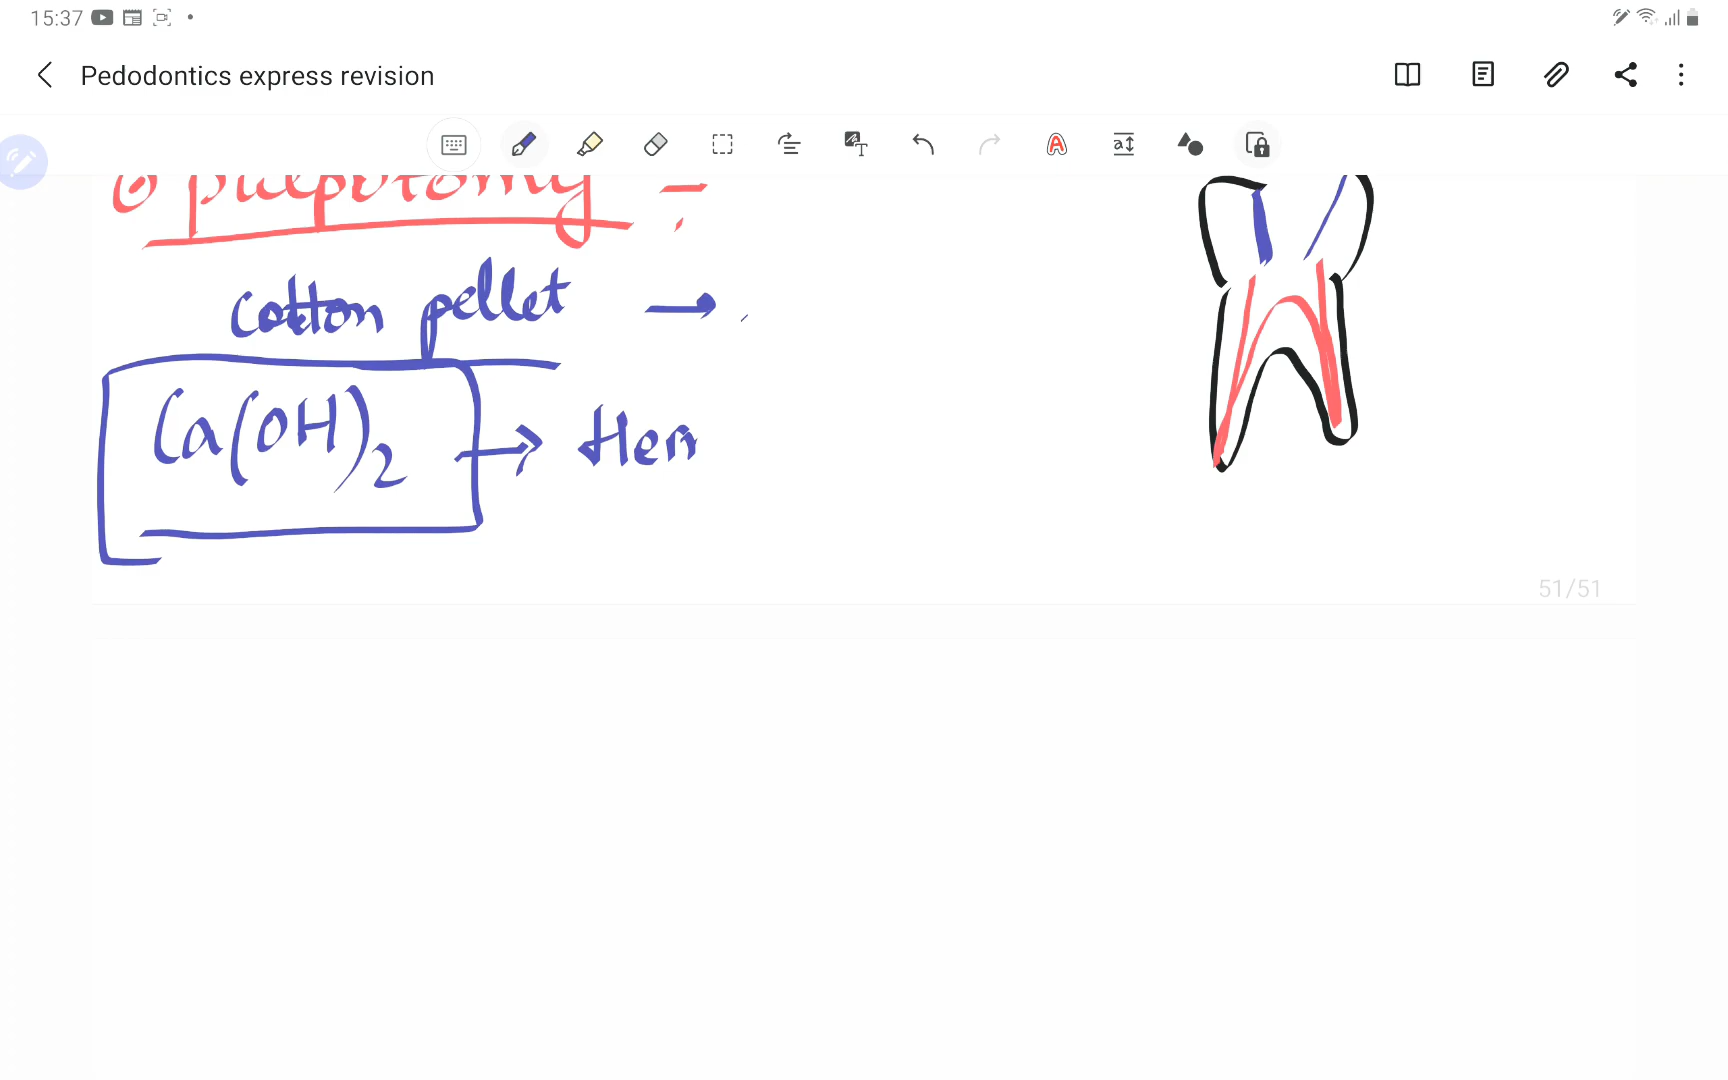 15:37
Pedodontics express revision
pulpotomy :-
cotton pellet →
Ca(OH)2 → Hem
51/51